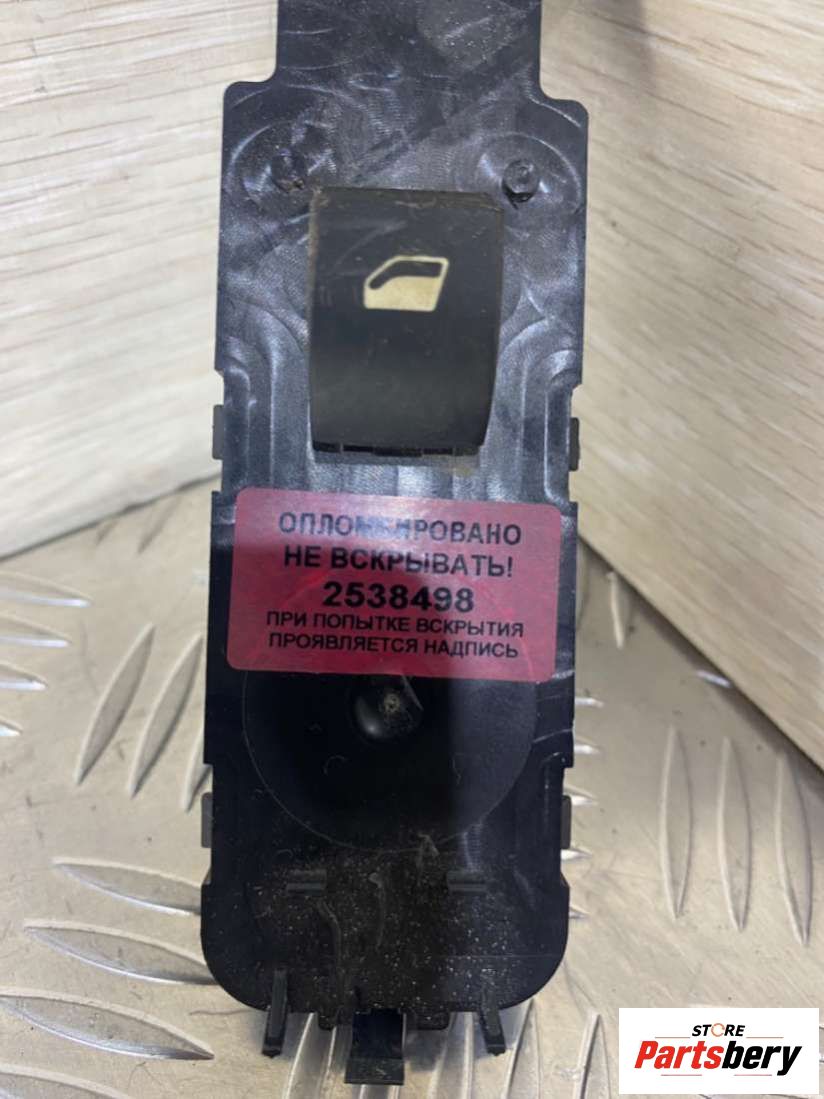 ОПЛОМБИРОВАНО
НЕ ВСКРЫВАТЬ!
2538498
ПРИ ПОПЫТКЕ ВСКРЫТИЯ
ПРОЯВЛЯЕТСЯ НАДПИСЬ
STORE
Partsbery